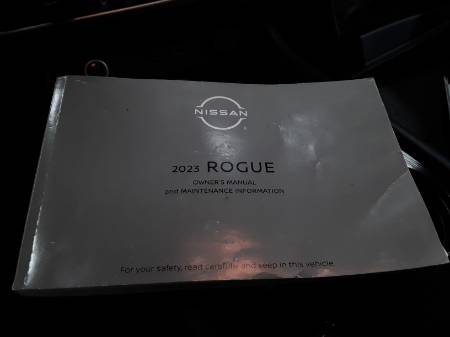 NISSAN
2023 ROGUE
OWNER'S MANUAL
and MAINTENANCE INFORMATION
For your safety, read carefully and keep in this vehicle.